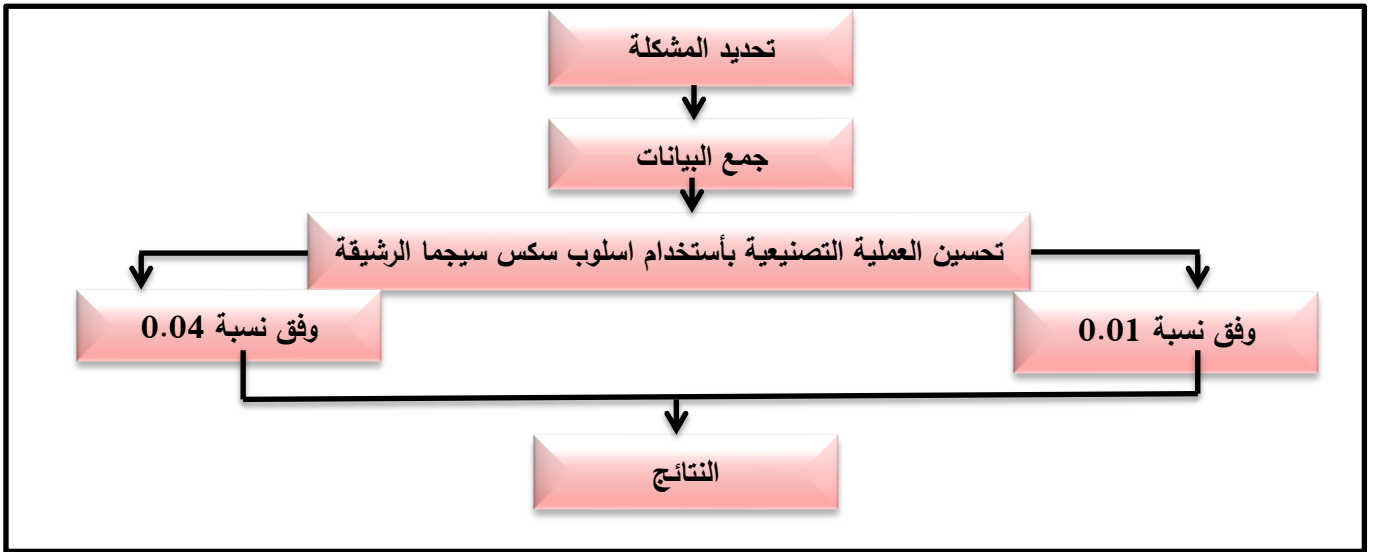 تحديد المشكلة
جمع البيانات
تحسين العملية التصنيعية بأستخدام اسلوب سكس سيجما الرشيقة
وفق نسبة 0.01
وفق نسبة 0.04
النتائج